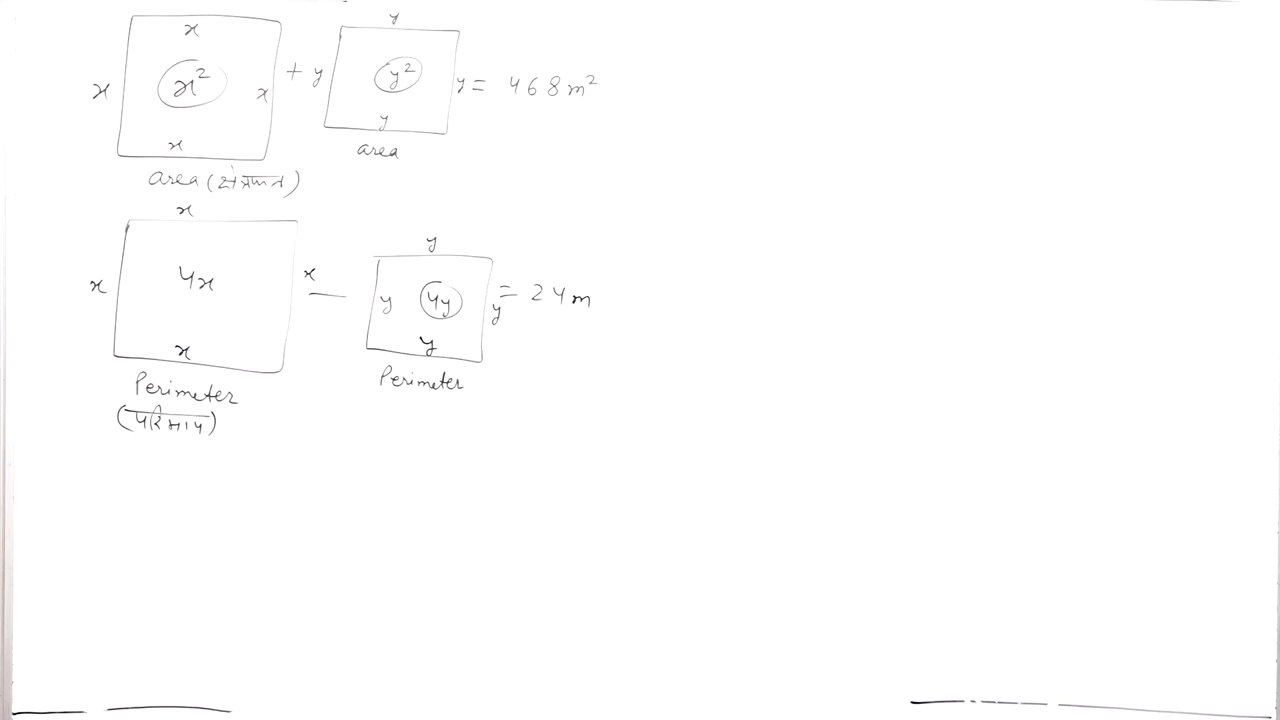 x y
x x² x + y y² y = 468 m²
x y
area (क्षेत्रफल) area
x y
x 4x x — y 4y y = 24 m
x y
Perimeter Perimeter
(परिमाप)